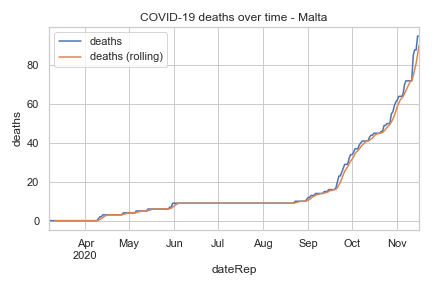 COVID-19 deaths over time - Malta
deaths
deaths (rolling)
deaths
80
60
40
20
0
Apr May Jun Jul Aug Sep Oct Nov
2020
dateRep